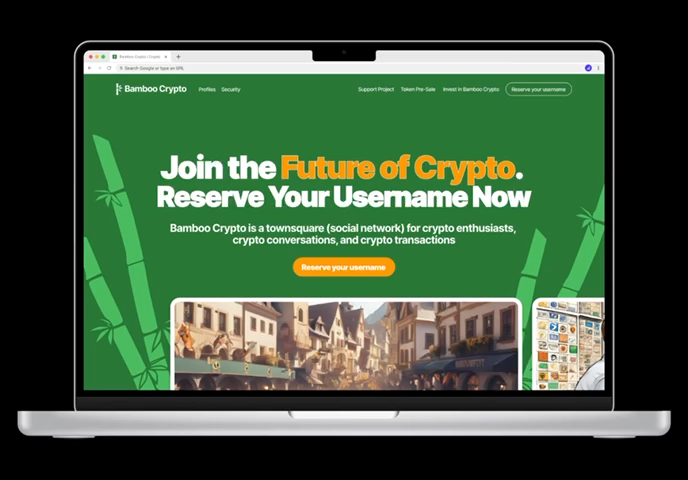 Bamboo Crypto | Crypto
Search Google or type an URL
Bamboo Crypto
Profiles Security
Support Project Token Pre-Sale Invest in Bamboo Crypto Reserve your username
Join the Future of Crypto.
Reserve Your Username Now
Bamboo Crypto is a townsquare (social network) for crypto enthusiasts,
crypto conversations, and crypto transactions
Reserve your username